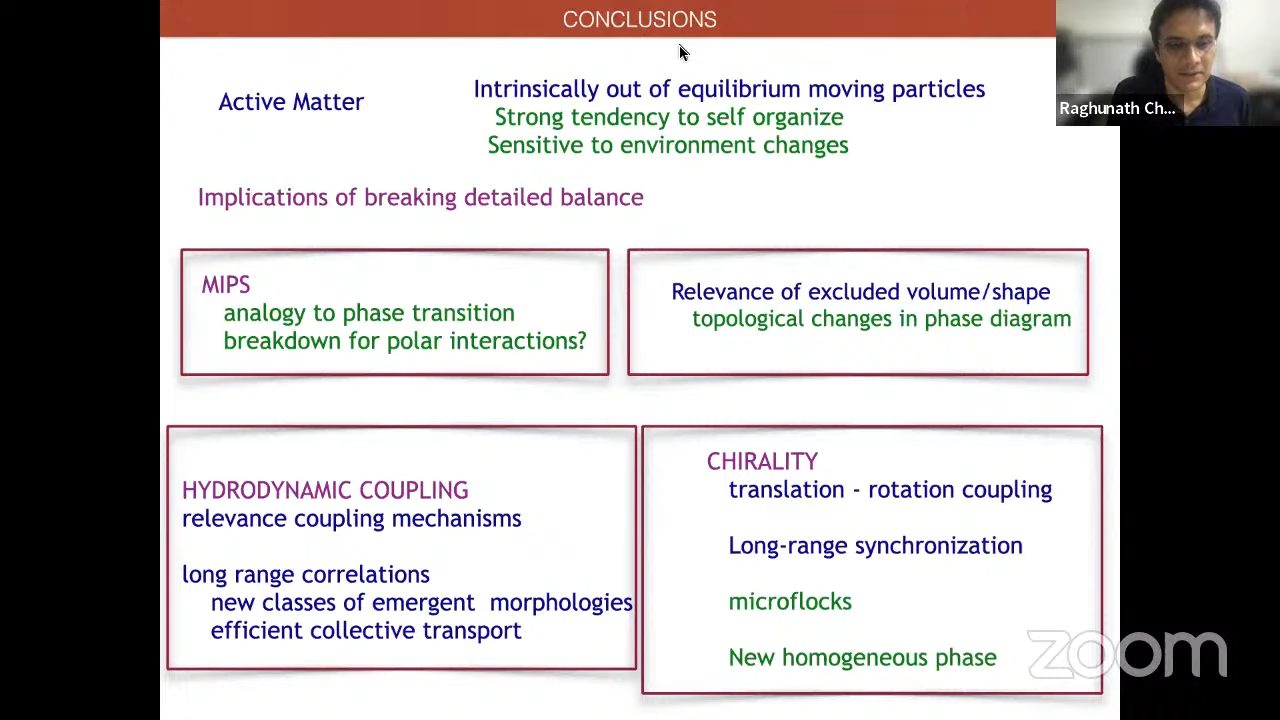 CONCLUSIONS
Raghunath Ch...
Active Matter
Intrinsically out of equilibrium moving particles
Strong tendency to self organize
Sensitive to environment changes
Implications of breaking detailed balance
MIPS
analogy to phase transition
breakdown for polar interactions?
Relevance of excluded volume/shape
topological changes in phase diagram
HYDRODYNAMIC COUPLING
relevance coupling mechanisms
long range correlations
new classes of emergent morphologies
efficient collective transport
CHIRALITY
translation - rotation coupling
Long-range synchronization
microflocks
New homogeneous phase
zoom